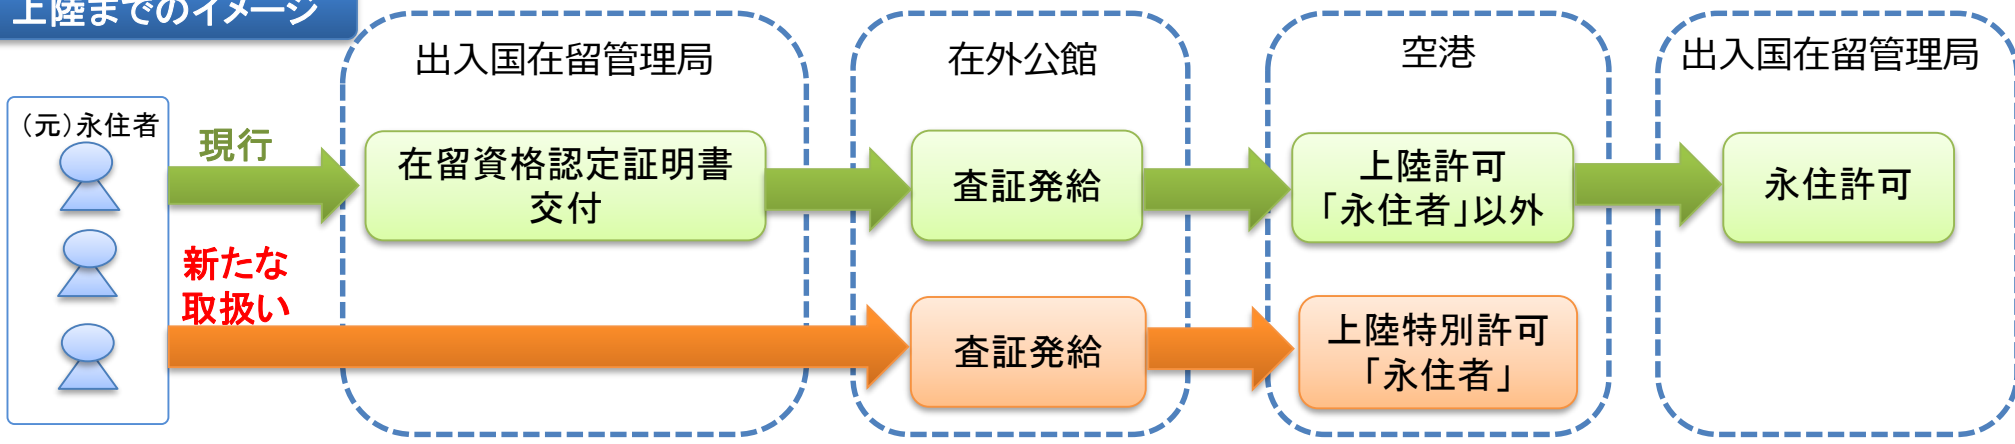 上陸までのイメージ
出入国在留管理局
在外公館
空港
出入国在留管理局
（元）永住者
現行
在留資格認定証明書
交付
査証発給
上陸許可
「永住者」以外
永住許可
新たな
取扱い
査証発給
上陸特別許可
「永住者」